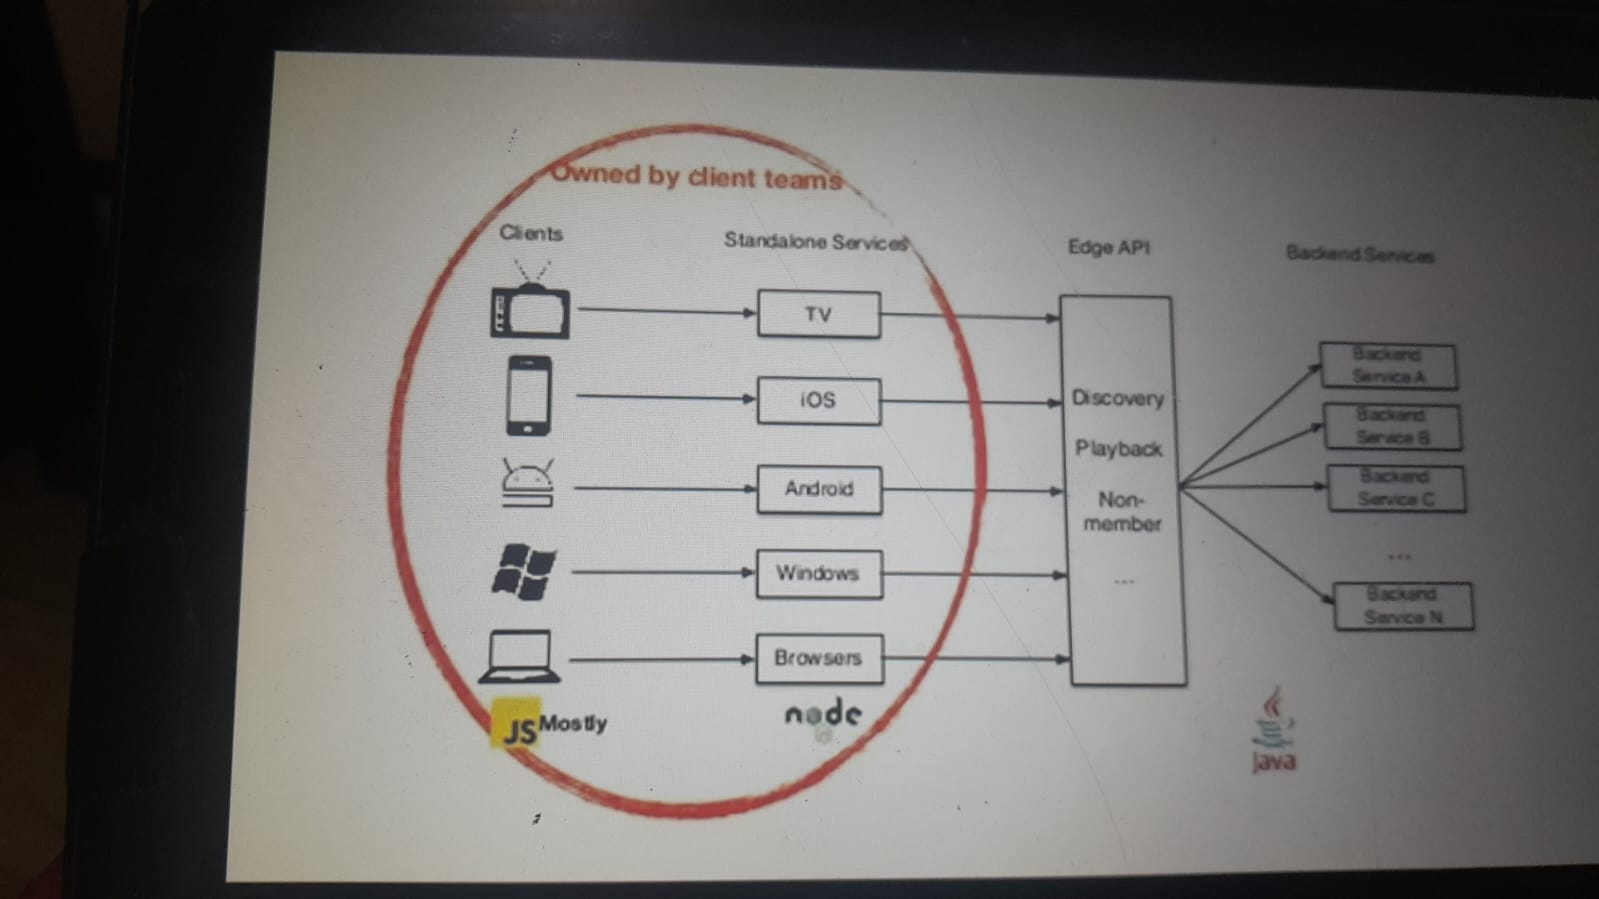 Owned by client teams
Clients
Standalone Services
Edge API
Backend Services
TV
iOS
Android
Windows
Browsers
Discovery
Playback
Non-
member
...
Backend
Service A
Backend
Service B
Backend
Service C
...
Backend
Service N
JS Mostly
node
Java